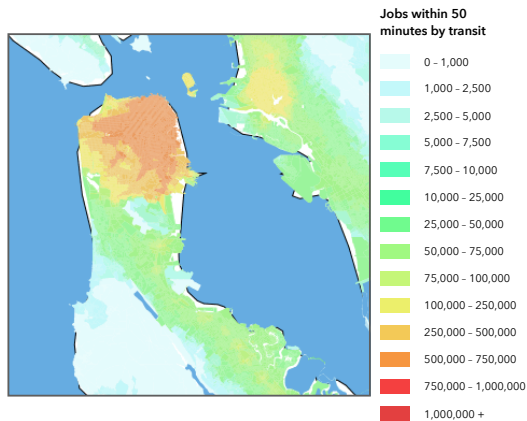 Jobs within 50
minutes by transit
0 – 1,000
1,000 – 2,500
2,500 – 5,000
5,000 – 7,500
7,500 – 10,000
10,000 – 25,000
25,000 – 50,000
50,000 – 75,000
75,000 – 100,000
100,000 – 250,000
250,000 – 500,000
500,000 – 750,000
750,000 – 1,000,000
1,000,000 +